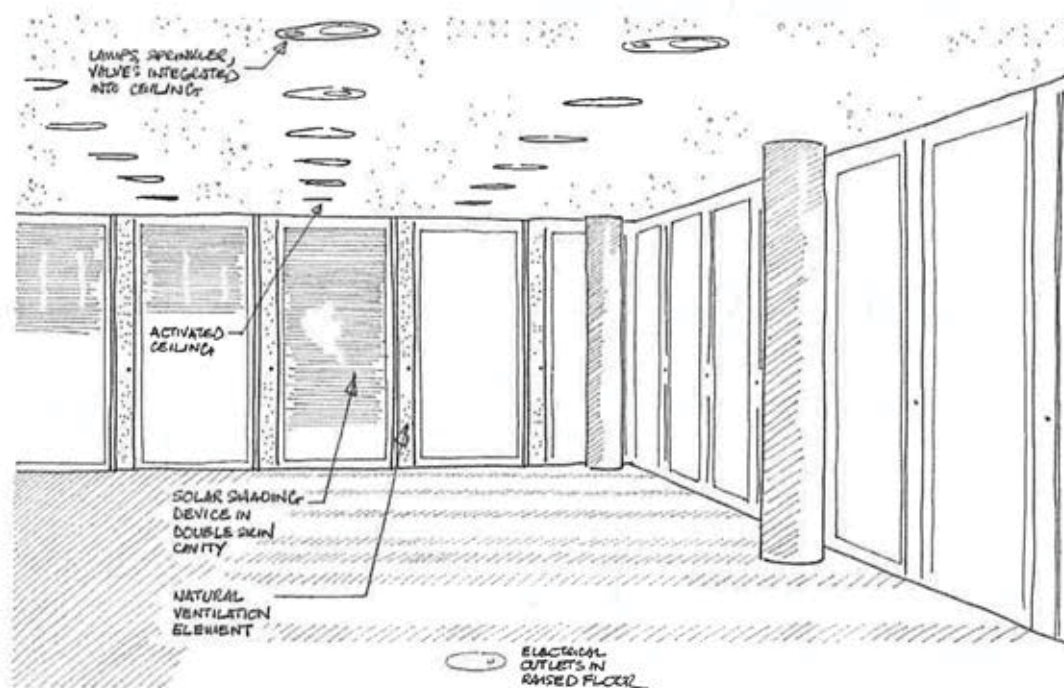 LAMPS, SPRINKLER,
VALVES INTEGRATED
INTO CEILING
ACTIVATED
CEILING
SOLAR SHADING
DEVICE IN
DOUBLE SKIN
CAVITY
NATURAL
VENTILATION
ELEMENT
ELECTRICAL
OUTLETS IN
RAISED FLOOR